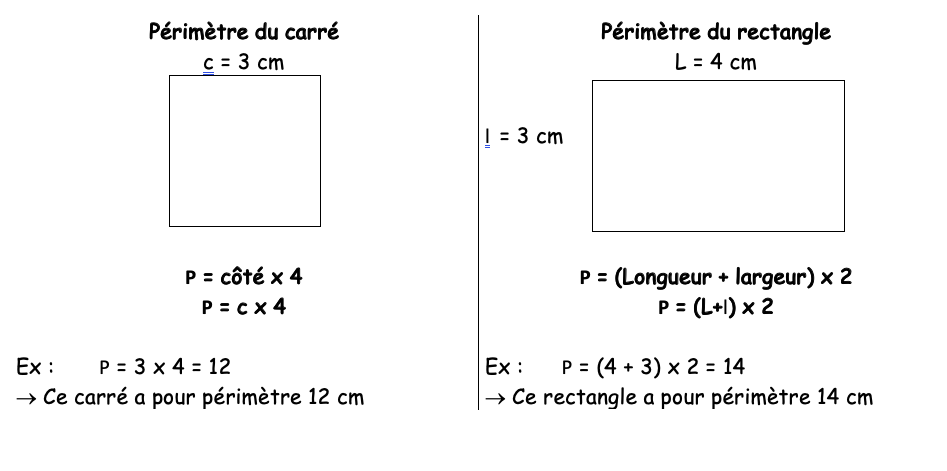 Périmètre du carré
c = 3 cm
P = côté x 4
P = c x 4
Ex : P = 3 x 4 = 12
→ Ce carré a pour périmètre 12 cm
Périmètre du rectangle
L = 4 cm
l = 3 cm
P = (Longueur + largeur) x 2
P = (L+l) x 2
Ex : P = (4 + 3) x 2 = 14
→ Ce rectangle a pour périmètre 14 cm